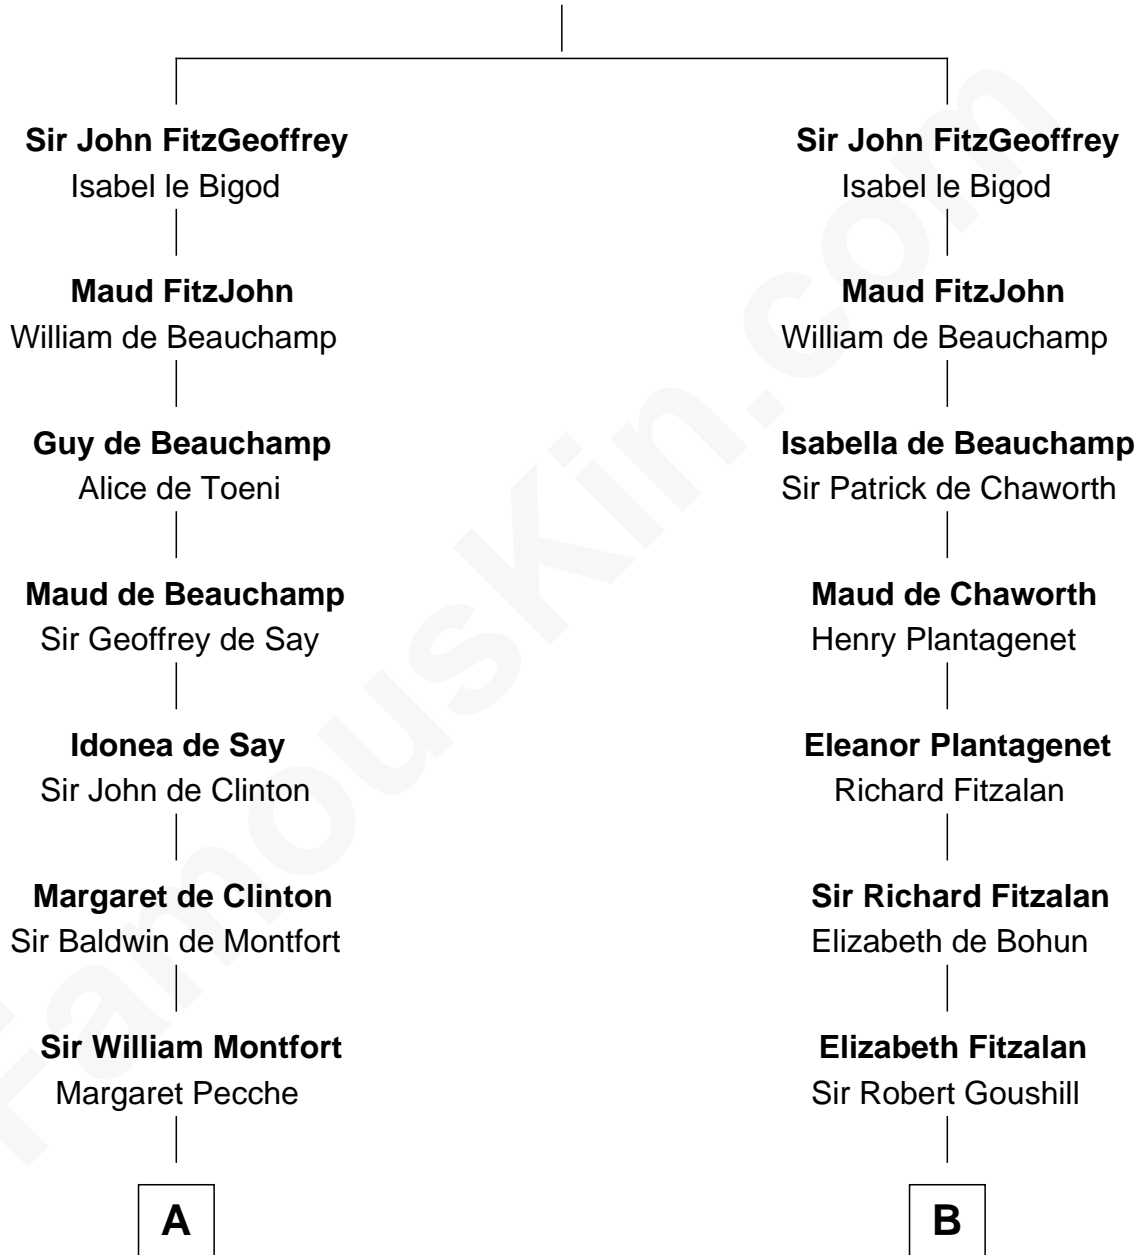 Sir John FitzGeoffrey
Isabel le Bigod
Maud FitzJohn
William de Beauchamp
Guy de Beauchamp
Alice de Toeni
Maud de Beauchamp
Sir Geoffrey de Say
Idonea de Say
Sir John de Clinton
Margaret de Clinton
Sir Baldwin de Montfort
Sir William Montfort
Margaret Pecche
A
Sir John FitzGeoffrey
Isabel le Bigod
Maud FitzJohn
William de Beauchamp
Isabella de Beauchamp
Sir Patrick de Chaworth
Maud de Chaworth
Henry Plantagenet
Eleanor Plantagenet
Richard Fitzalan
Sir Richard Fitzalan
Elizabeth de Bohun
Elizabeth Fitzalan
Sir Robert Goushill
B
FamousKin.com